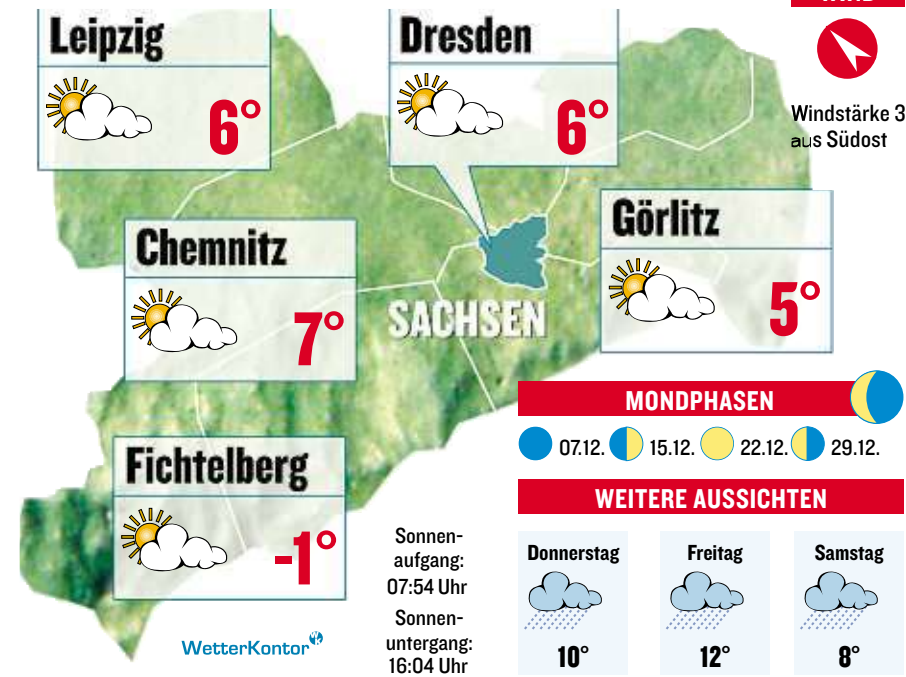 Leipzig
6°
Dresden
6°
Windstärke 3
aus Südost
Chemnitz
7°
Görlitz
5°
SACHSEN
Fichtelberg
-1°
MONDPHASEN
07.12. 15.12. 22.12. 29.12.
WEITERE AUSSICHTEN
Sonnen-
aufgang:
07:54 Uhr
Sonnen-
untergang:
16:04 Uhr
Donnerstag
10°
Freitag
12°
Samstag
8°
WetterKontor